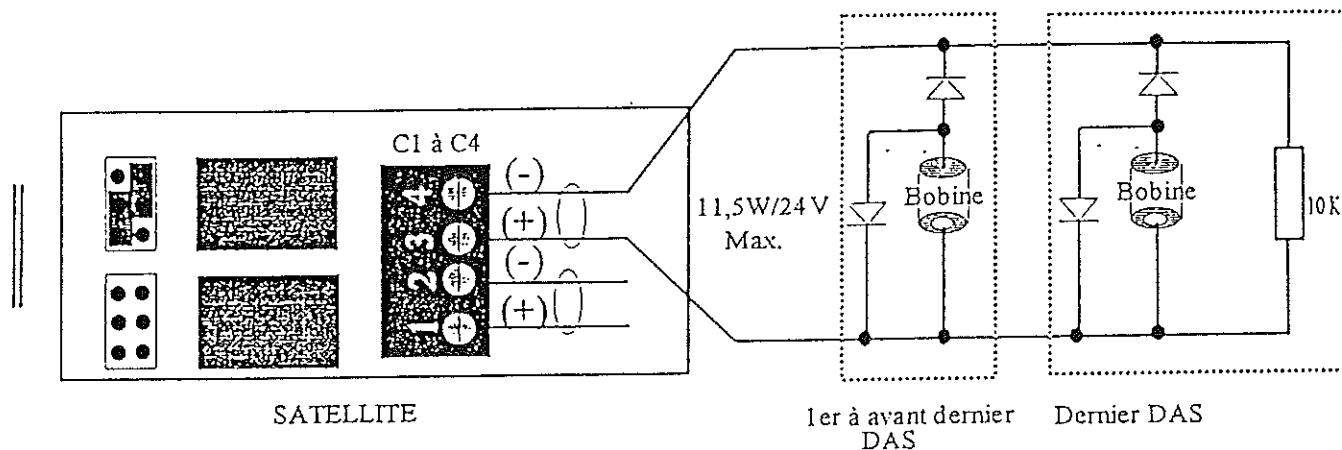 C1 à C4
4 (-)
3 (+)
2 (-)
1 (+)
11,5W/24V
Max.
Bobine
Bobine
10K
SATELLITE
1er à avant dernier
DAS
Dernier DAS